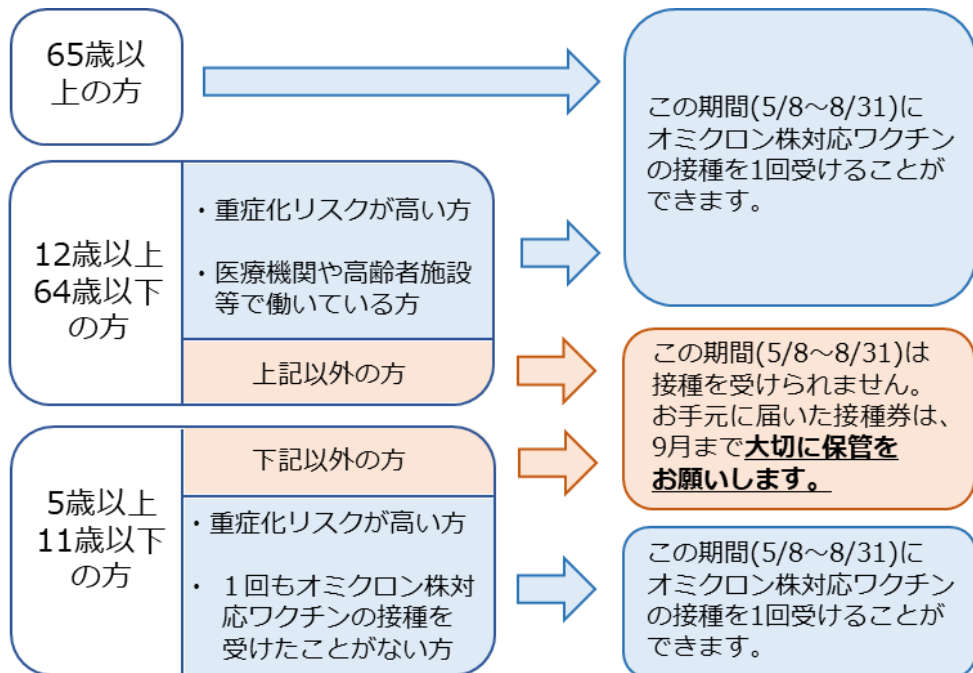 65歳以
上の方
この期間(5/8～8/31)に
オミクロン株対応ワクチン
の接種を1回受けることが
できます。
12歳以上
64歳以下
の方
・重症化リスクが高い方
・医療機関や高齢者施設
等で働いている方
上記以外の方
この期間(5/8～8/31)は
接種を受けられません。
お手元に届いた接種券は、
9月まで大切に保管を
お願いします。
5歳以上
11歳以下
の方
下記以外の方
・重症化リスクが高い方
・ １回もオミクロン株対
応ワクチンの接種を
受けたことがない方
この期間(5/8～8/31)に
オミクロン株対応ワクチン
の接種を1回受けることが
できます。